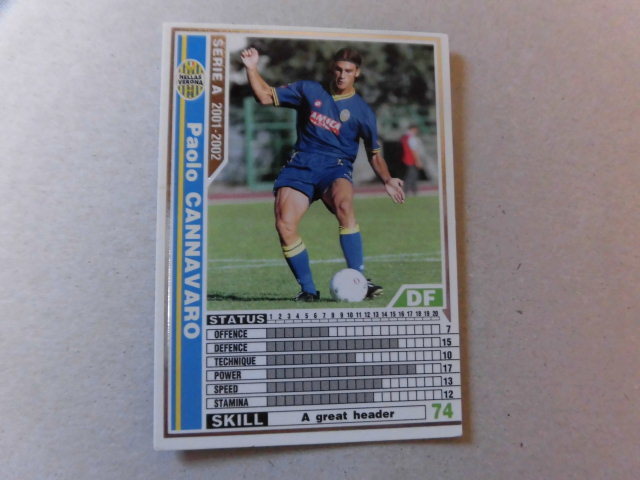 HELLAS
VERONA
SERIE A 2001-2002
Paolo CANNAVARO
DF
STATUS 1 2 3 4 5 6 7 8 9 10 11 12 13 14 15 16 17 18 19 20
OFFENCE 7
DEFENCE 15
TECHNIQUE 10
POWER 17
SPEED 13
STAMINA 12
SKILL A great header 74